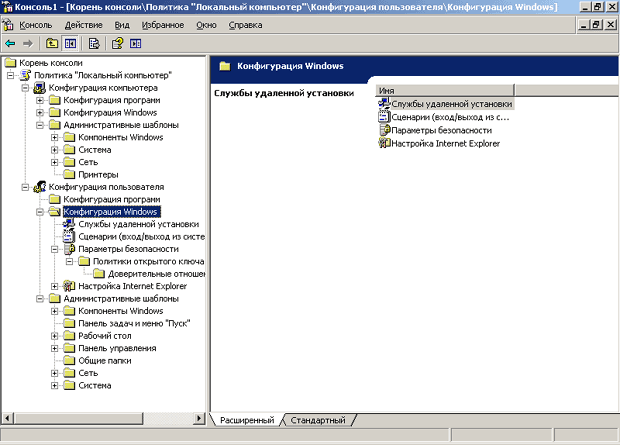 Консоль1 - [Корень консоли\Политика "Локальный компьютер"\Конфигурация пользователя\Конфигурация Windows]
Консоль Действие Вид Избранное Окно Справка
Корень консоли
Политика "Локальный компьютер"
Конфигурация компьютера
Конфигурация програми
Конфигурация Windows
Административные шаблоны
Компоненты Windows
Система
Сеть
Принтеры
Конфигурация пользователя
Конфигурация програми
Конфигурация Windows
Службы удаленной установки
Сценарии (вход/выход из систе
Параметры безопасности
Политики открытого ключа
Доверительные отношен
Настройка Internet Explorer
Административные шаблоны
Компоненты Windows
Панель задач и меню "Пуск"
Рабочий стол
Панель управления
Общие папки
Сеть
Система
Конфигурация Windows
Службы удаленной установки
Имя
Службы удаленной установки
Сценарии (вход/выход из с...
Параметры безопасности
Настройка Internet Explorer
Расширенный Стандартный